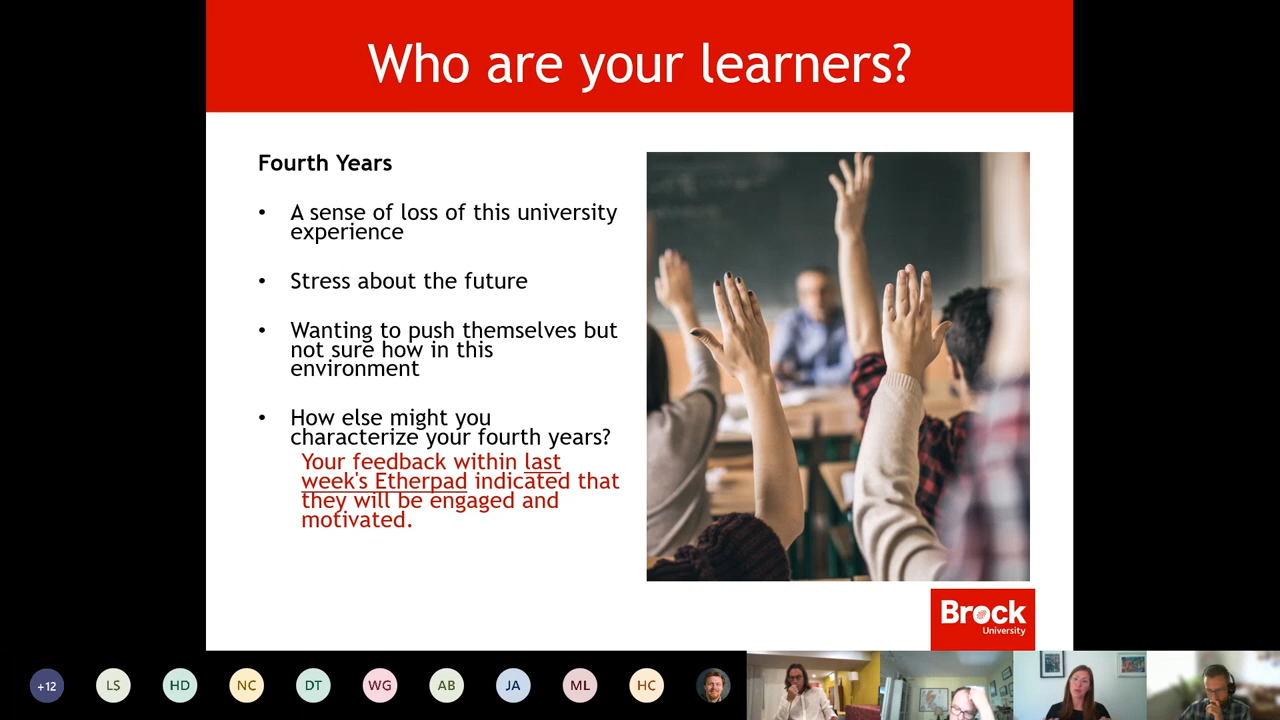 Who are your learners?
Fourth Years
• A sense of loss of this university
experience
• Stress about the future
• Wanting to push themselves but
not sure how in this
environment
• How else might you
characterize your fourth years?
Your feedback within last
week's Etherpad indicated that
they will be engaged and
motivated.
Brock
University
+12
LS
HD
NC
DT
WG
AB
JA
ML
HC